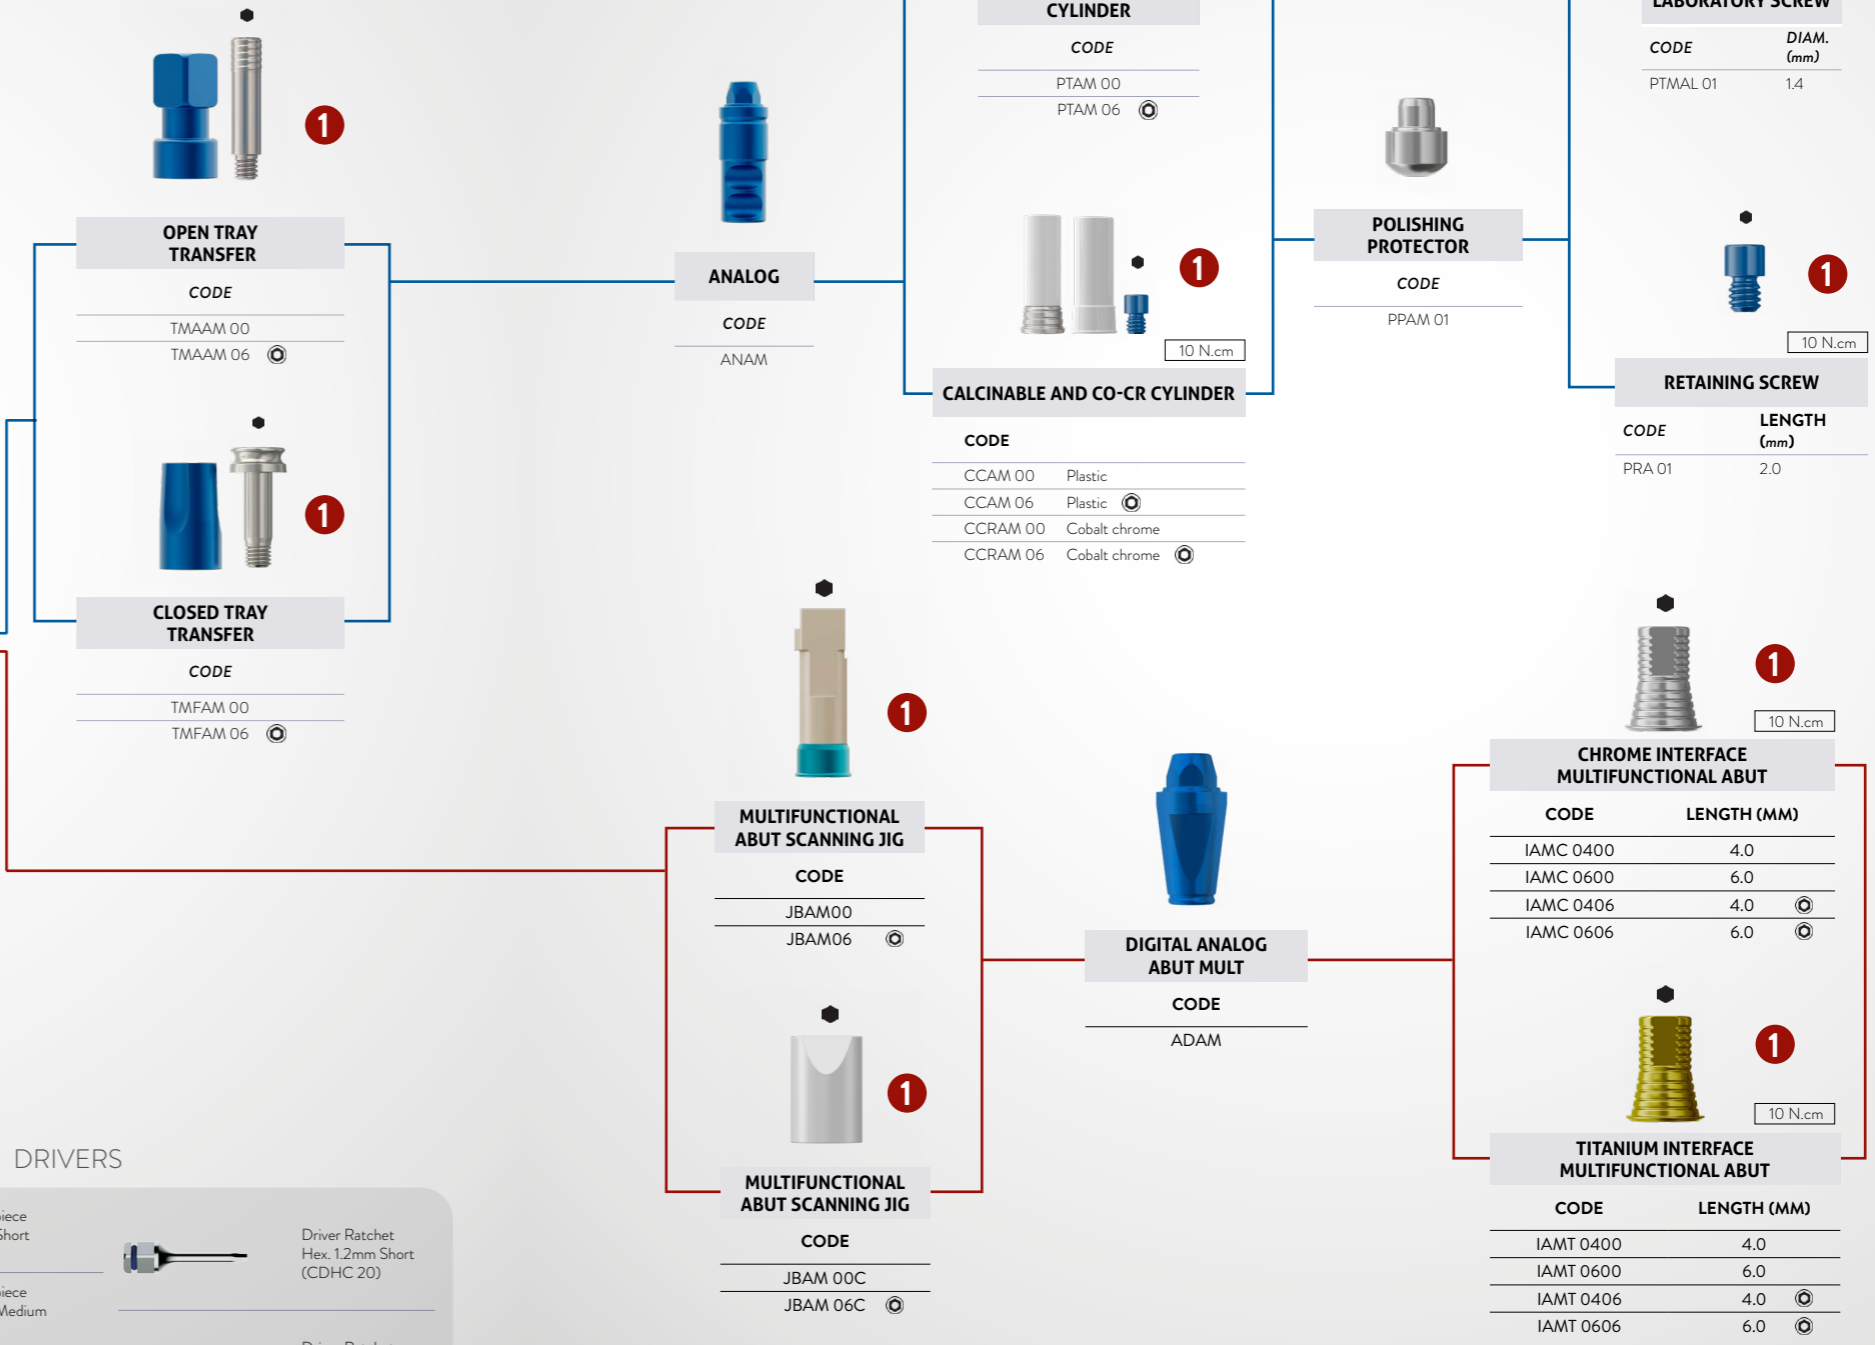 1
OPEN TRAY
TRANSFER
CODE
TMAAM 00
TMAAM 06
1
CLOSED TRAY
TRANSFER
CODE
TMFAM 00
TMFAM 06
ANALOG
CODE
ANAM
CYLINDER
CODE
PTAM 00
PTAM 06
1
10 N.cm
CALCINABLE AND CO-CR CYLINDER
CODE
CCAM 00 Plastic
CCAM 06 Plastic
CCRAM 00 Cobalt chrome
CCRAM 06 Cobalt chrome
POLISHING
PROTECTOR
CODE
PPAM 01
LABORATORY SCREW
CODE DIAM.
(mm)
PTMAL 01 1.4
1
10 N.cm
RETAINING SCREW
CODE LENGTH
(mm)
PRA 01 2.0
1
MULTIFUNCTIONAL
ABUT SCANNING JIG
CODE
JBAM00
JBAM06
1
MULTIFUNCTIONAL
ABUT SCANNING JIG
CODE
JBAM 00C
JBAM 06C
DIGITAL ANALOG
ABUT MULT
CODE
ADAM
1
10 N.cm
CHROME INTERFACE
MULTIFUNCTIONAL ABUT
CODE LENGTH (MM)
IAMC 0400 4.0
IAMC 0600 6.0
IAMC 0406 4.0
IAMC 0606 6.0
1
10 N.cm
TITANIUM INTERFACE
MULTIFUNCTIONAL ABUT
CODE LENGTH (MM)
IAMT 0400 4.0
IAMT 0600 6.0
IAMT 0406 4.0
IAMT 0606 6.0
DRIVERS
iece
Short
iece
Medium
Driver Ratchet
Hex. 1.2mm Short
(CDHC 20)